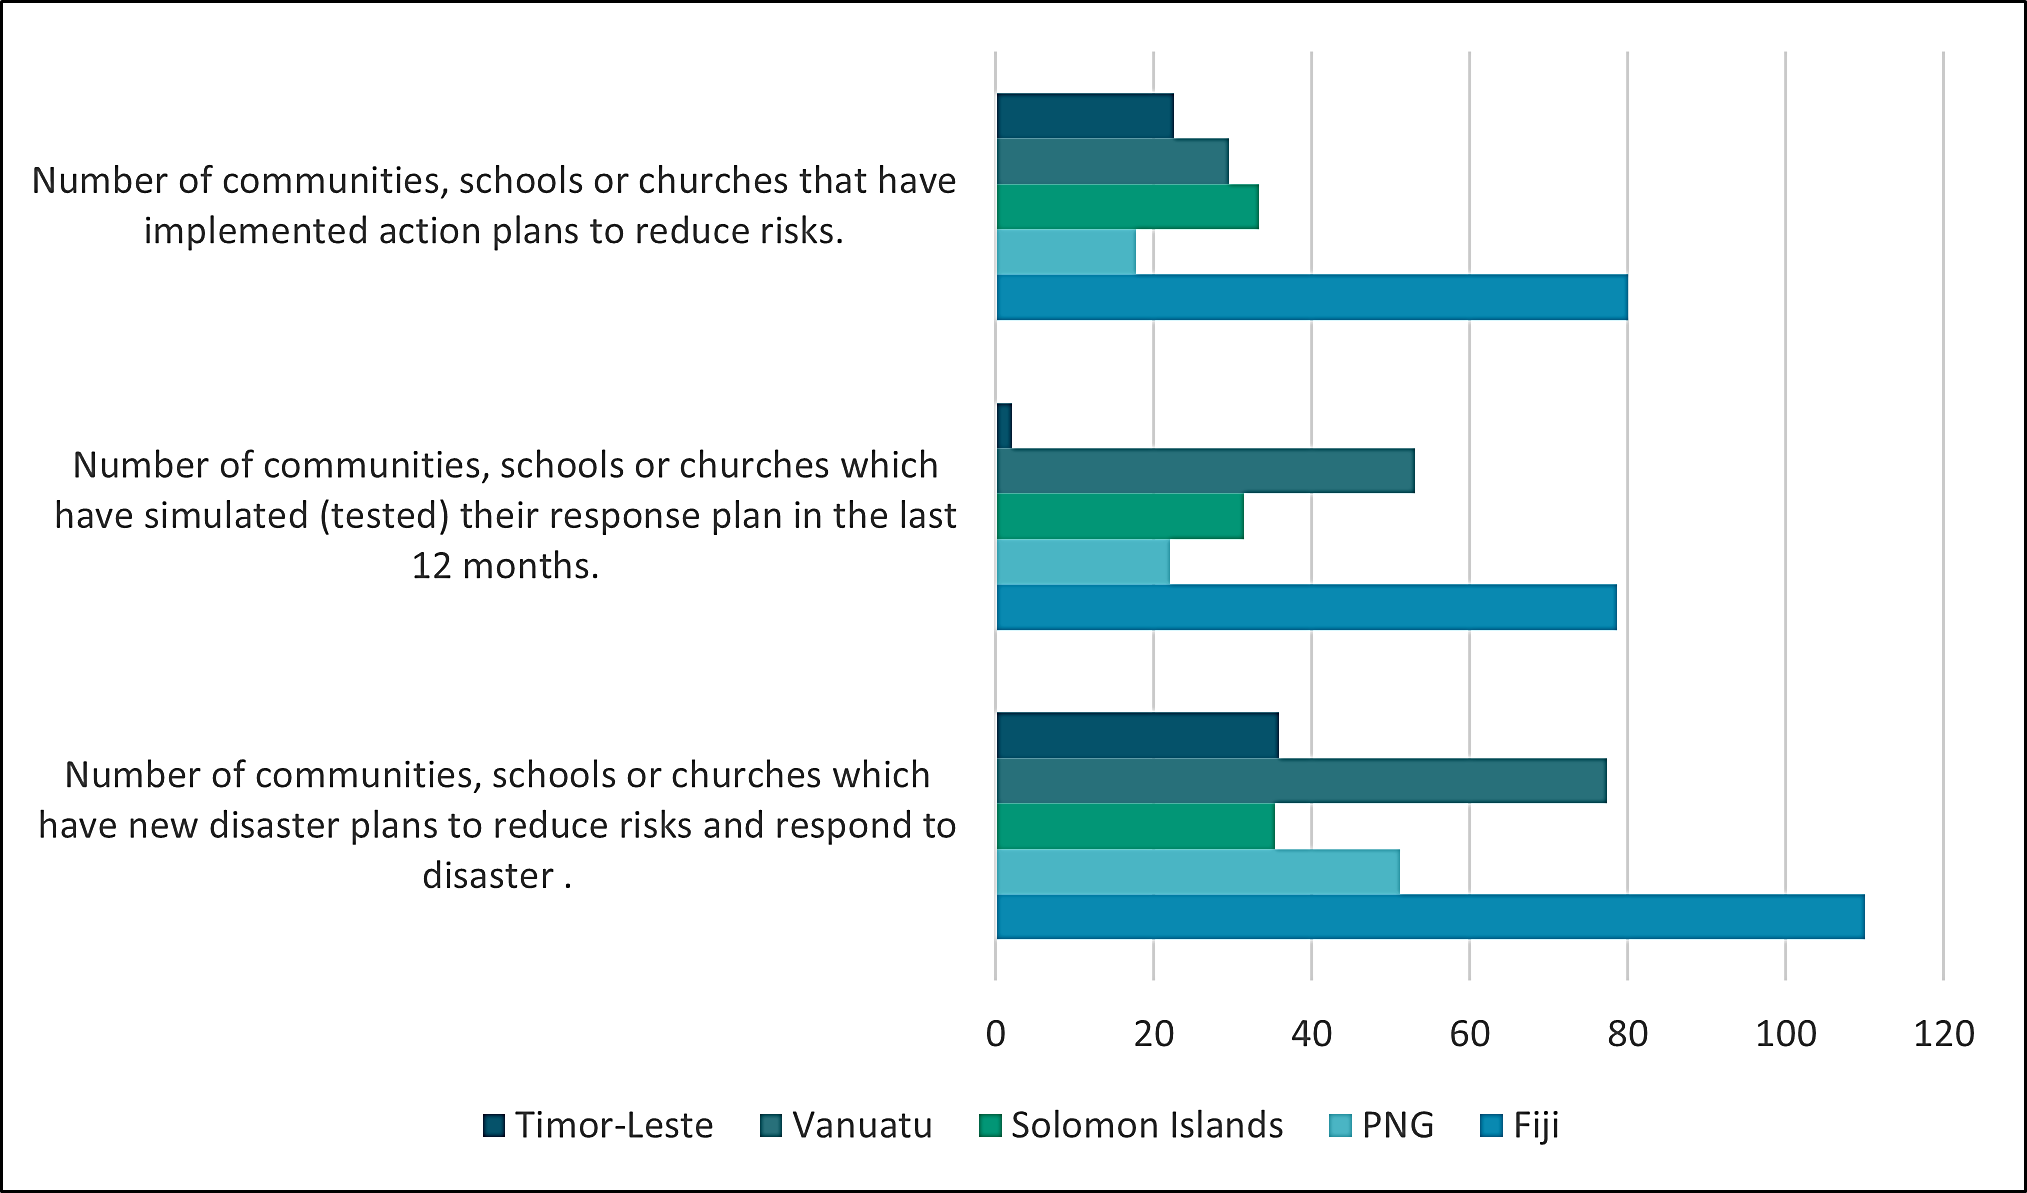 Number of communities, schools or churches that have
implemented action plans to reduce risks.
Number of communities, schools or churches which
have simulated (tested) their response plan in the last
12 months.
Number of communities, schools or churches which
have new disaster plans to reduce risks and respond to
disaster .
0 20 40 60 80 100 120
Timor-Leste Vanuatu Solomon Islands PNG Fiji